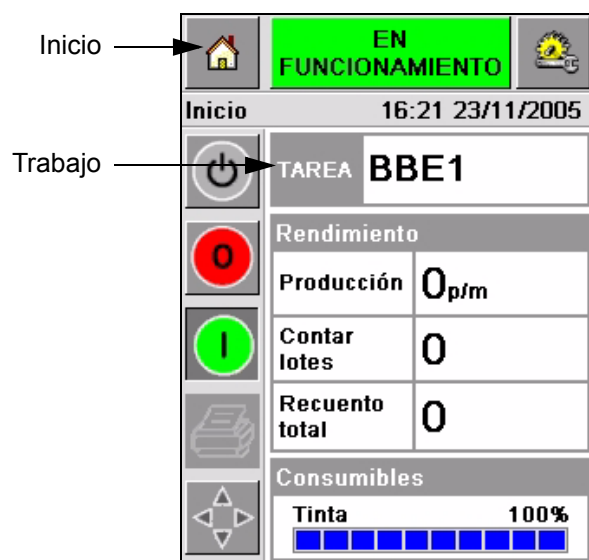 Inicio
EN
FUNCIONAMIENTO
Inicio 16:21 23/11/2005
Trabajo
TAREA BBE1
Rendimiento
O
Producción 0p/m
I
Contar
lotes 0
Recuento
total 0
Consumibles
Tinta 100%